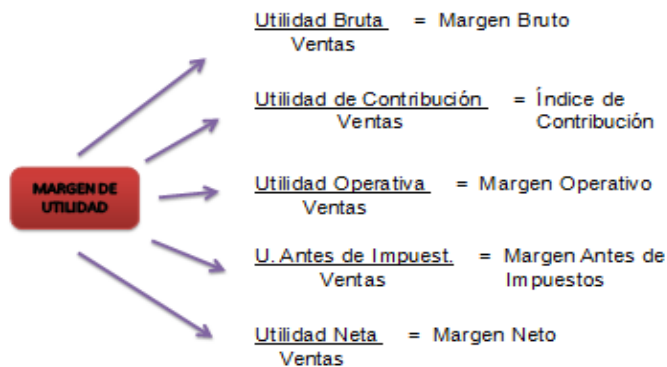 Utilidad Bruta = Margen Bruto
Ventas
Utilidad de Contribución = Índice de
Ventas Contribución
MARGEN DE
UTILIDAD
Utilidad Operativa = Margen Operativo
Ventas
U. Antes de Impuest. = Margen Antes de
Ventas Impuestos
Utilidad Neta = Margen Neto
Ventas